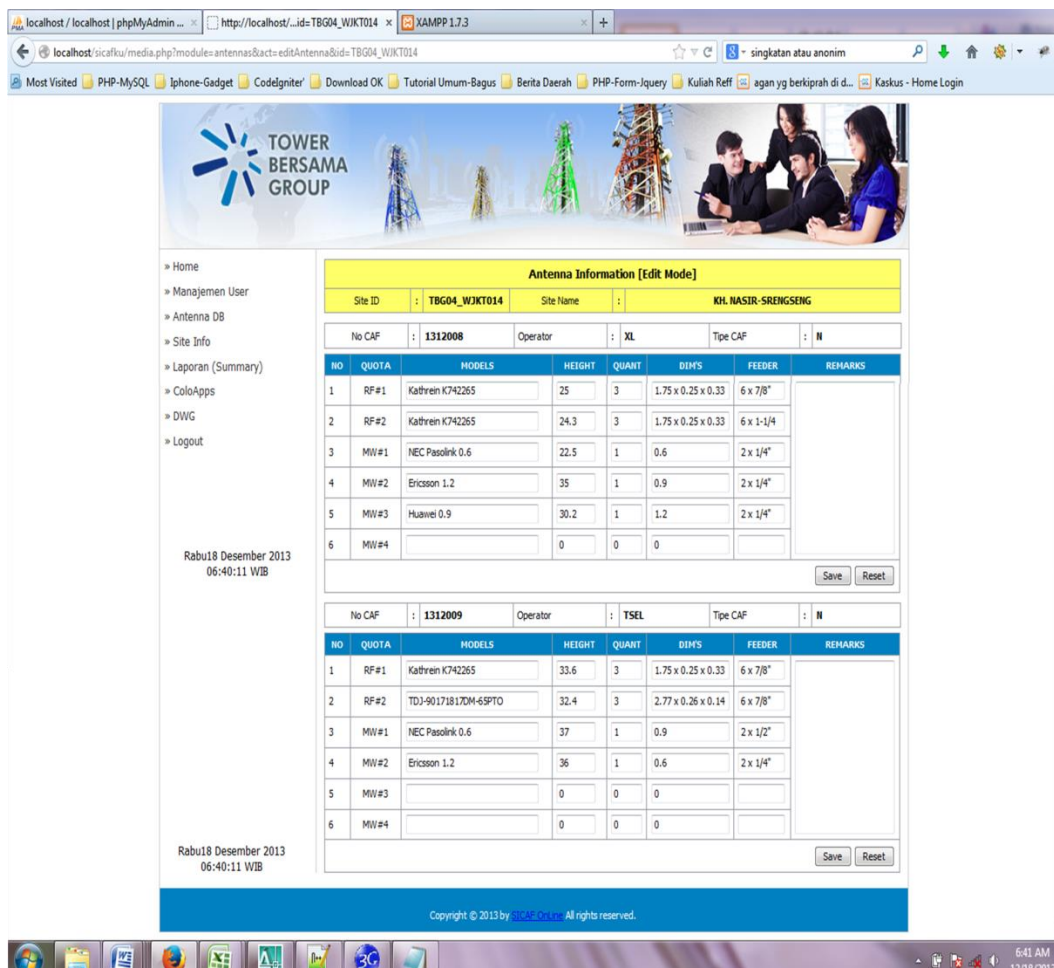 localhost / localhost | phpMyAdmin ...
http://localhost/...id=TBG04_WJKT014
XAMPP 1.7.3
localhost/sicafku/media.php?module=antennas&act=editAntenna&id=TBG04_WJKT014
singkatan atau anonim
Most Visited PHP-MySQL Iphone-Gadget CodeIgniter' Download OK Tutorial Umum-Bagus Berita Daerah PHP-Form-Jquery Kuliah Reff agan yg berkiprah di d... Kaskus - Home Login
TOWER
BERSAMA
GROUP
» Home
» Manajemen User
» Antenna DB
» Site Info
» Laporan (Summary)
» ColoApps
» DWG
» Logout
Rabu18 Desember 2013
06:40:11 WIB
Antenna Information [Edit Mode]
Site ID : TBG04_WJKT014 Site Name : KH. NASIR-SRENGSENG
No CAF : 1312008 Operator : XL Tipe CAF : N
NO QUOTA MODELS HEIGHT QUANT DIM'S FEEDER REMARKS
1 RF#1 Kathrein K742265 25 3 1.75 x 0.25 x 0.33 6 x 7/8"
2 RF#2 Kathrein K742265 24.3 3 1.75 x 0.25 x 0.33 6 x 1-1/4
3 MW#1 NEC Pasolink 0.6 22.5 1 0.6 2 x 1/4"
4 MW#2 Ericsson 1.2 35 1 0.9 2 x 1/4"
5 MW#3 Huawei 0.9 30.2 1 1.2 2 x 1/4"
6 MW#4 0 0 0
Save Reset
No CAF : 1312009 Operator : TSEL Tipe CAF : N
NO QUOTA MODELS HEIGHT QUANT DIM'S FEEDER REMARKS
1 RF#1 Kathrein K742265 33.6 3 1.75 x 0.25 x 0.33 6 x 7/8"
2 RF#2 TDJ-90171817DM-65PTO 32.4 3 2.77 x 0.26 x 0.14 6 x 7/8"
3 MW#1 NEC Pasolink 0.6 37 1 0.9 2 x 1/2"
4 MW#2 Ericsson 1.2 36 1 0.6 2 x 1/4"
5 MW#3 0 0 0
6 MW#4 0 0 0
Save Reset
Rabu18 Desember 2013
06:40:11 WIB
Copyright © 2013 by SICAF OnLine All rights reserved.
6:41 AM